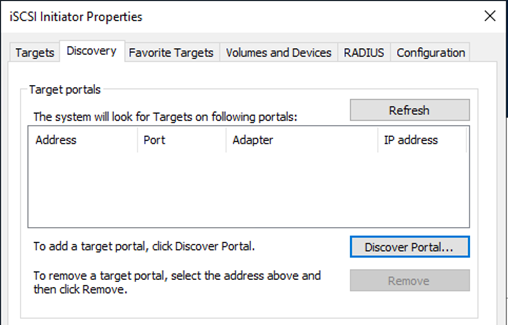 iSCSI Initiator Properties
Targets Discovery Favorite Targets Volumes and Devices RADIUS Configuration
Target portals
The system will look for Targets on following portals:
Refresh
Address Port Adapter IP address
To add a target portal, click Discover Portal.
Discover Portal...
To remove a target portal, select the address above and
then click Remove.
Remove